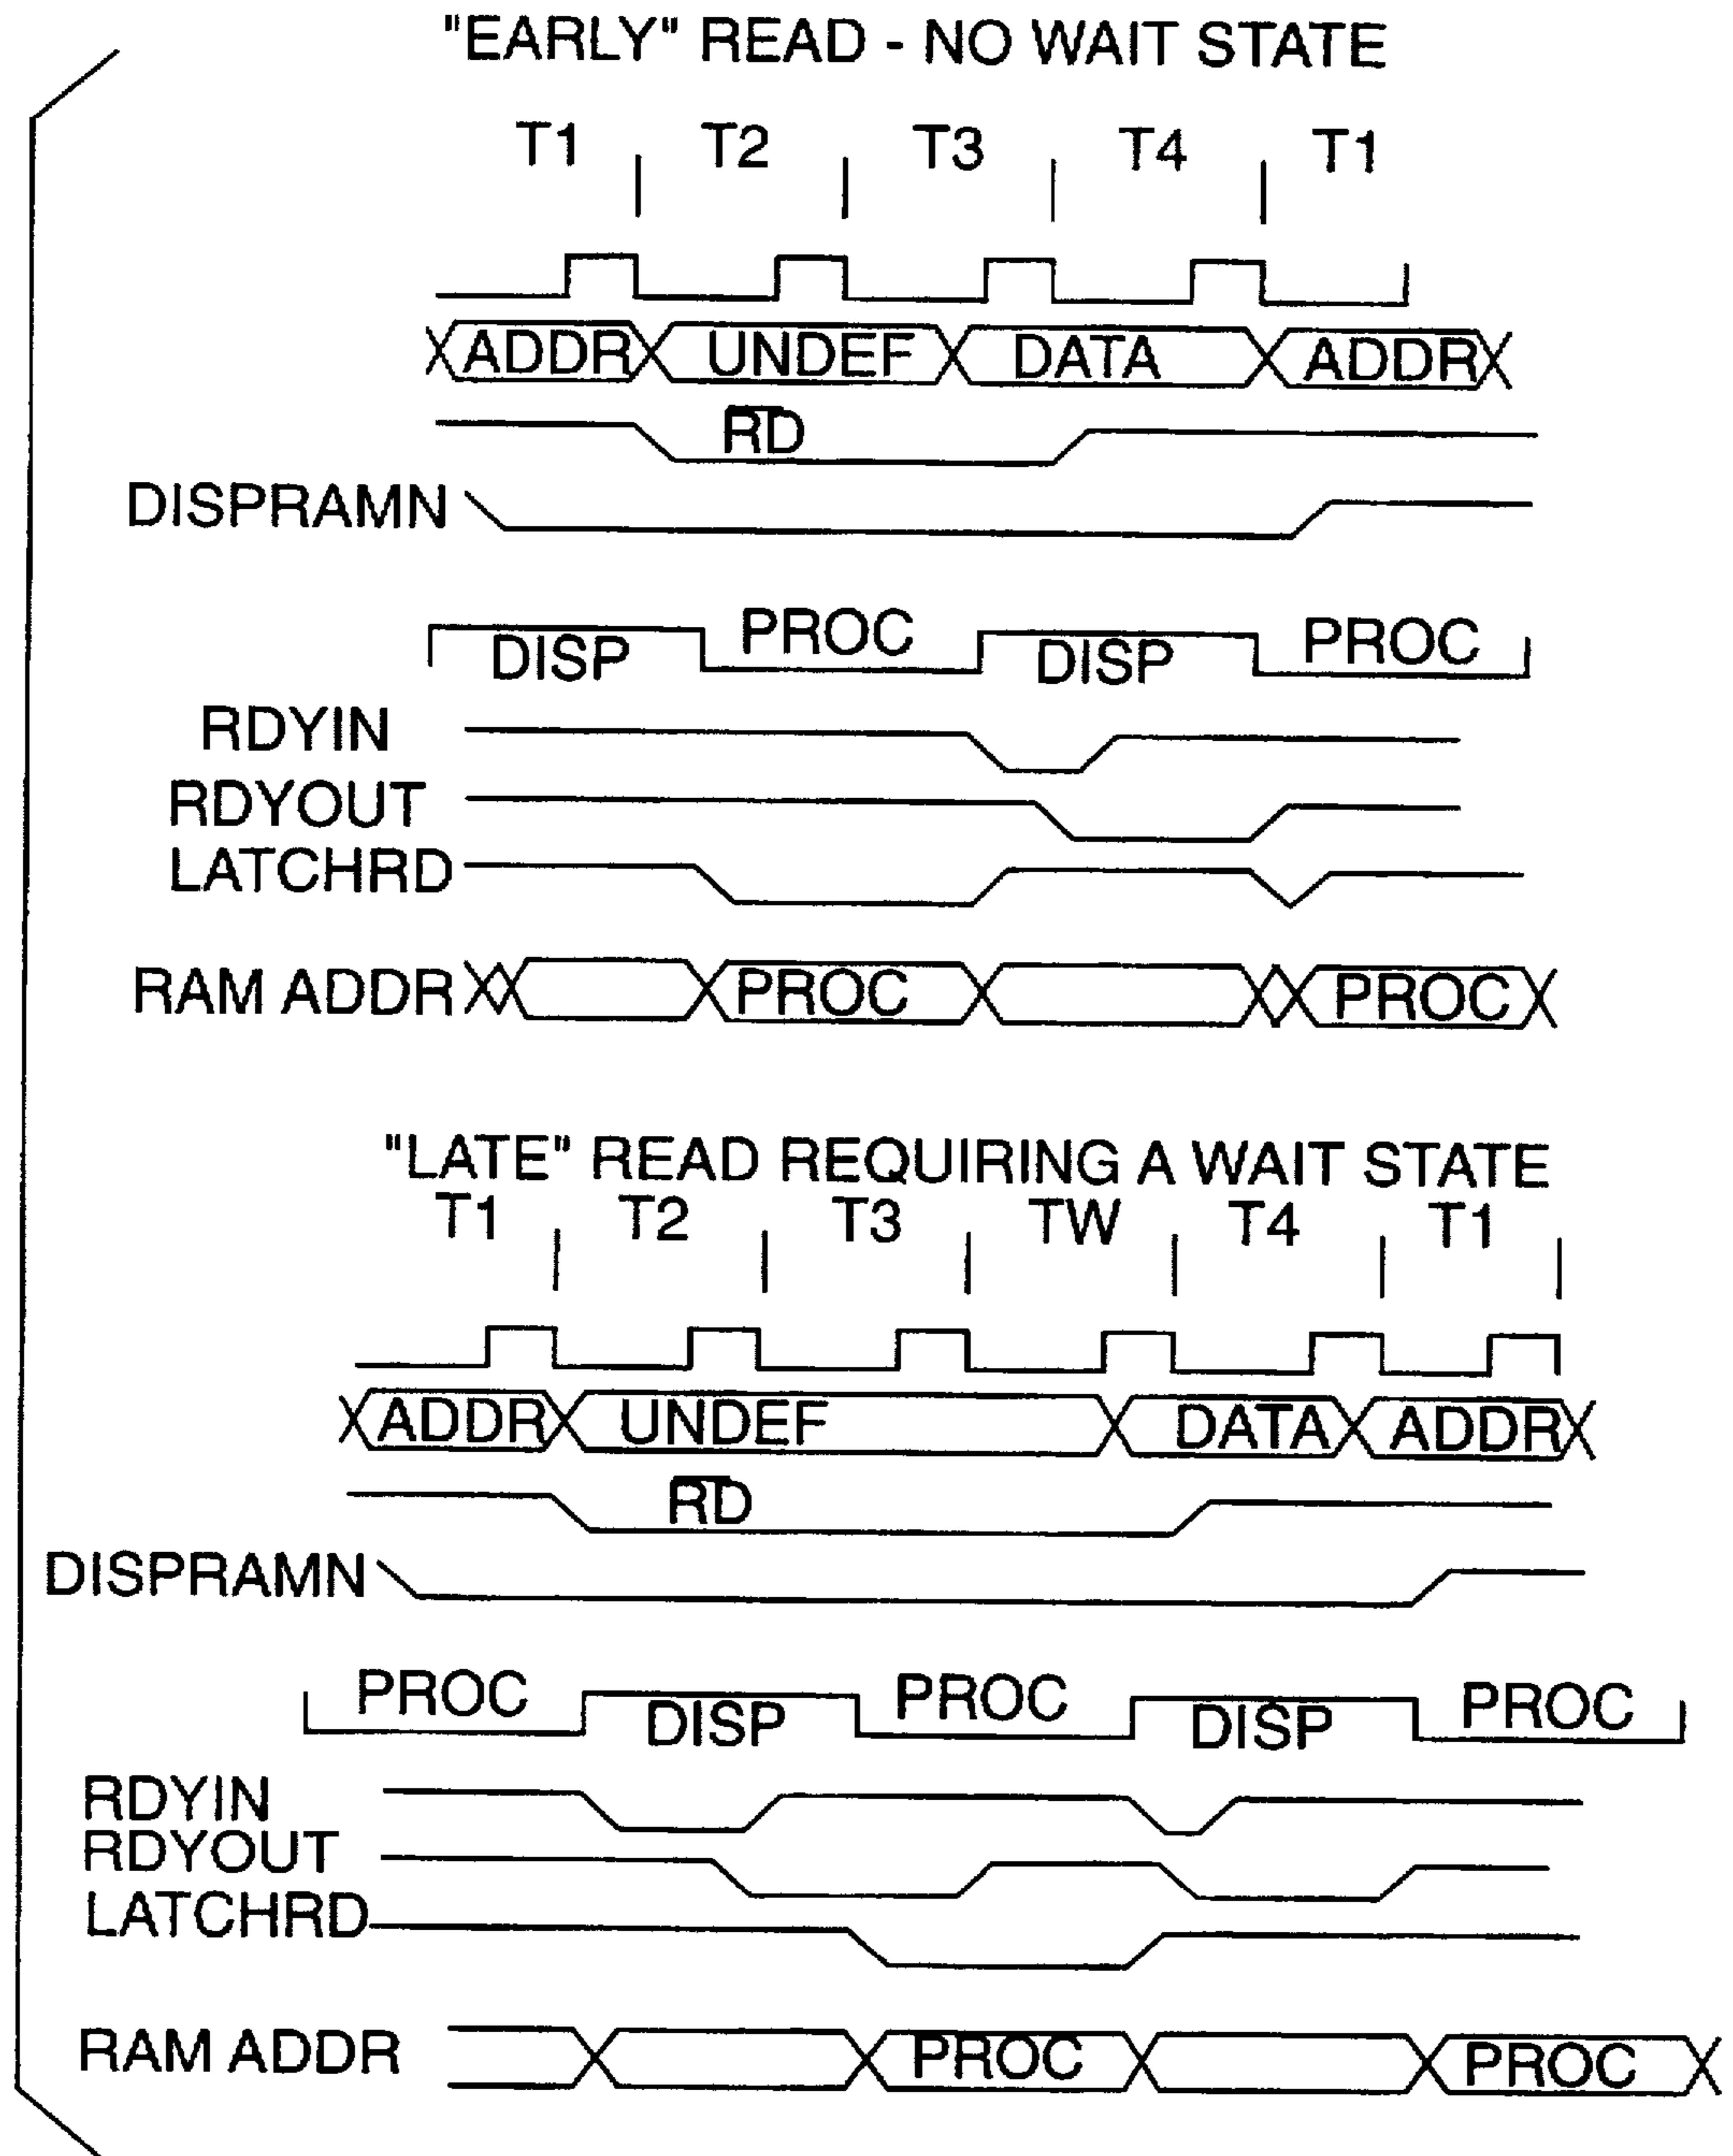 "EARLY" READ - NO WAIT STATE
T1 T2 T3 T4 T1
ADDR UNDEF DATA ADDR
RD
DISPRAMN
DISP PROC DISP PROC
RDYIN
RDYOUT
LATCHRD
RAM ADDR PROC PROC
"LATE" READ REQUIRING A WAIT STATE
T1 T2 T3 TW T4 T1
ADDR UNDEF DATA ADDR
RD
DISPRAMN
PROC DISP PROC DISP PROC
RDYIN
RDYOUT
LATCHRD
RAM ADDR PROC PROC